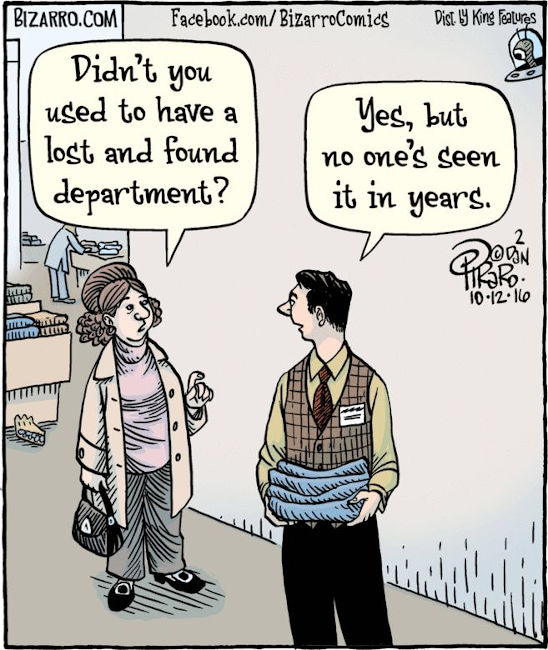 BIZARRO.COM
Facebook.com/BizarroComics
Dist. by King Features
Didn't you
used to have a
lost and found
department?
Yes, but
no one's seen
it in years.
2
© DAN
PIRARO.
10·12·16